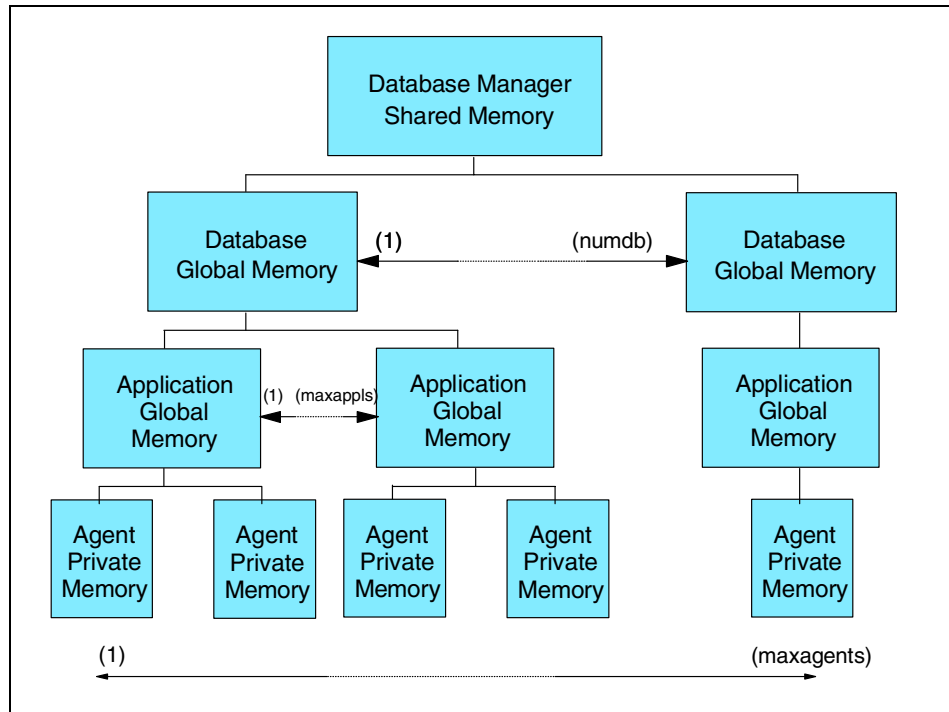 Database Manager
Shared Memory
Database
Global Memory
(1)
(numdb)
Database
Global Memory
Application
Global
Memory
(1)
(maxappls)
Application
Global
Memory
Application
Global
Memory
Agent
Private
Memory
Agent
Private
Memory
Agent
Private
Memory
Agent
Private
Memory
Agent
Private
Memory
(1)
(maxagents)